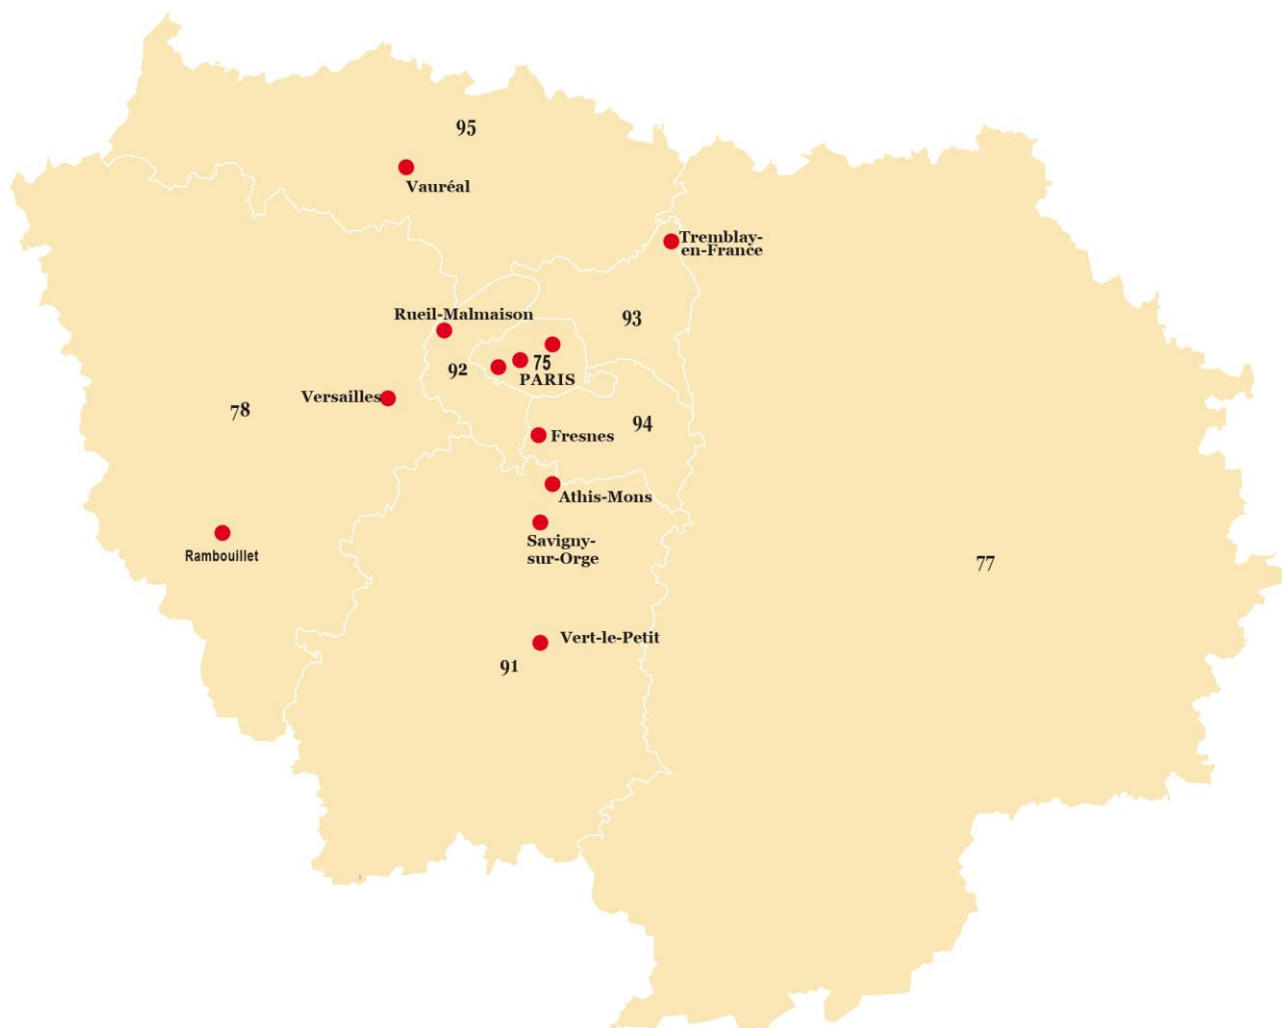 95
Vauréal
Tremblay-
en-France
Rueil-Malmaison
93
75
92
PARIS
Versailles
78
94
Fresnes
Athis-Mons
Savigny-
sur-Orge
Rambouillet
77
Vert-le-Petit
91